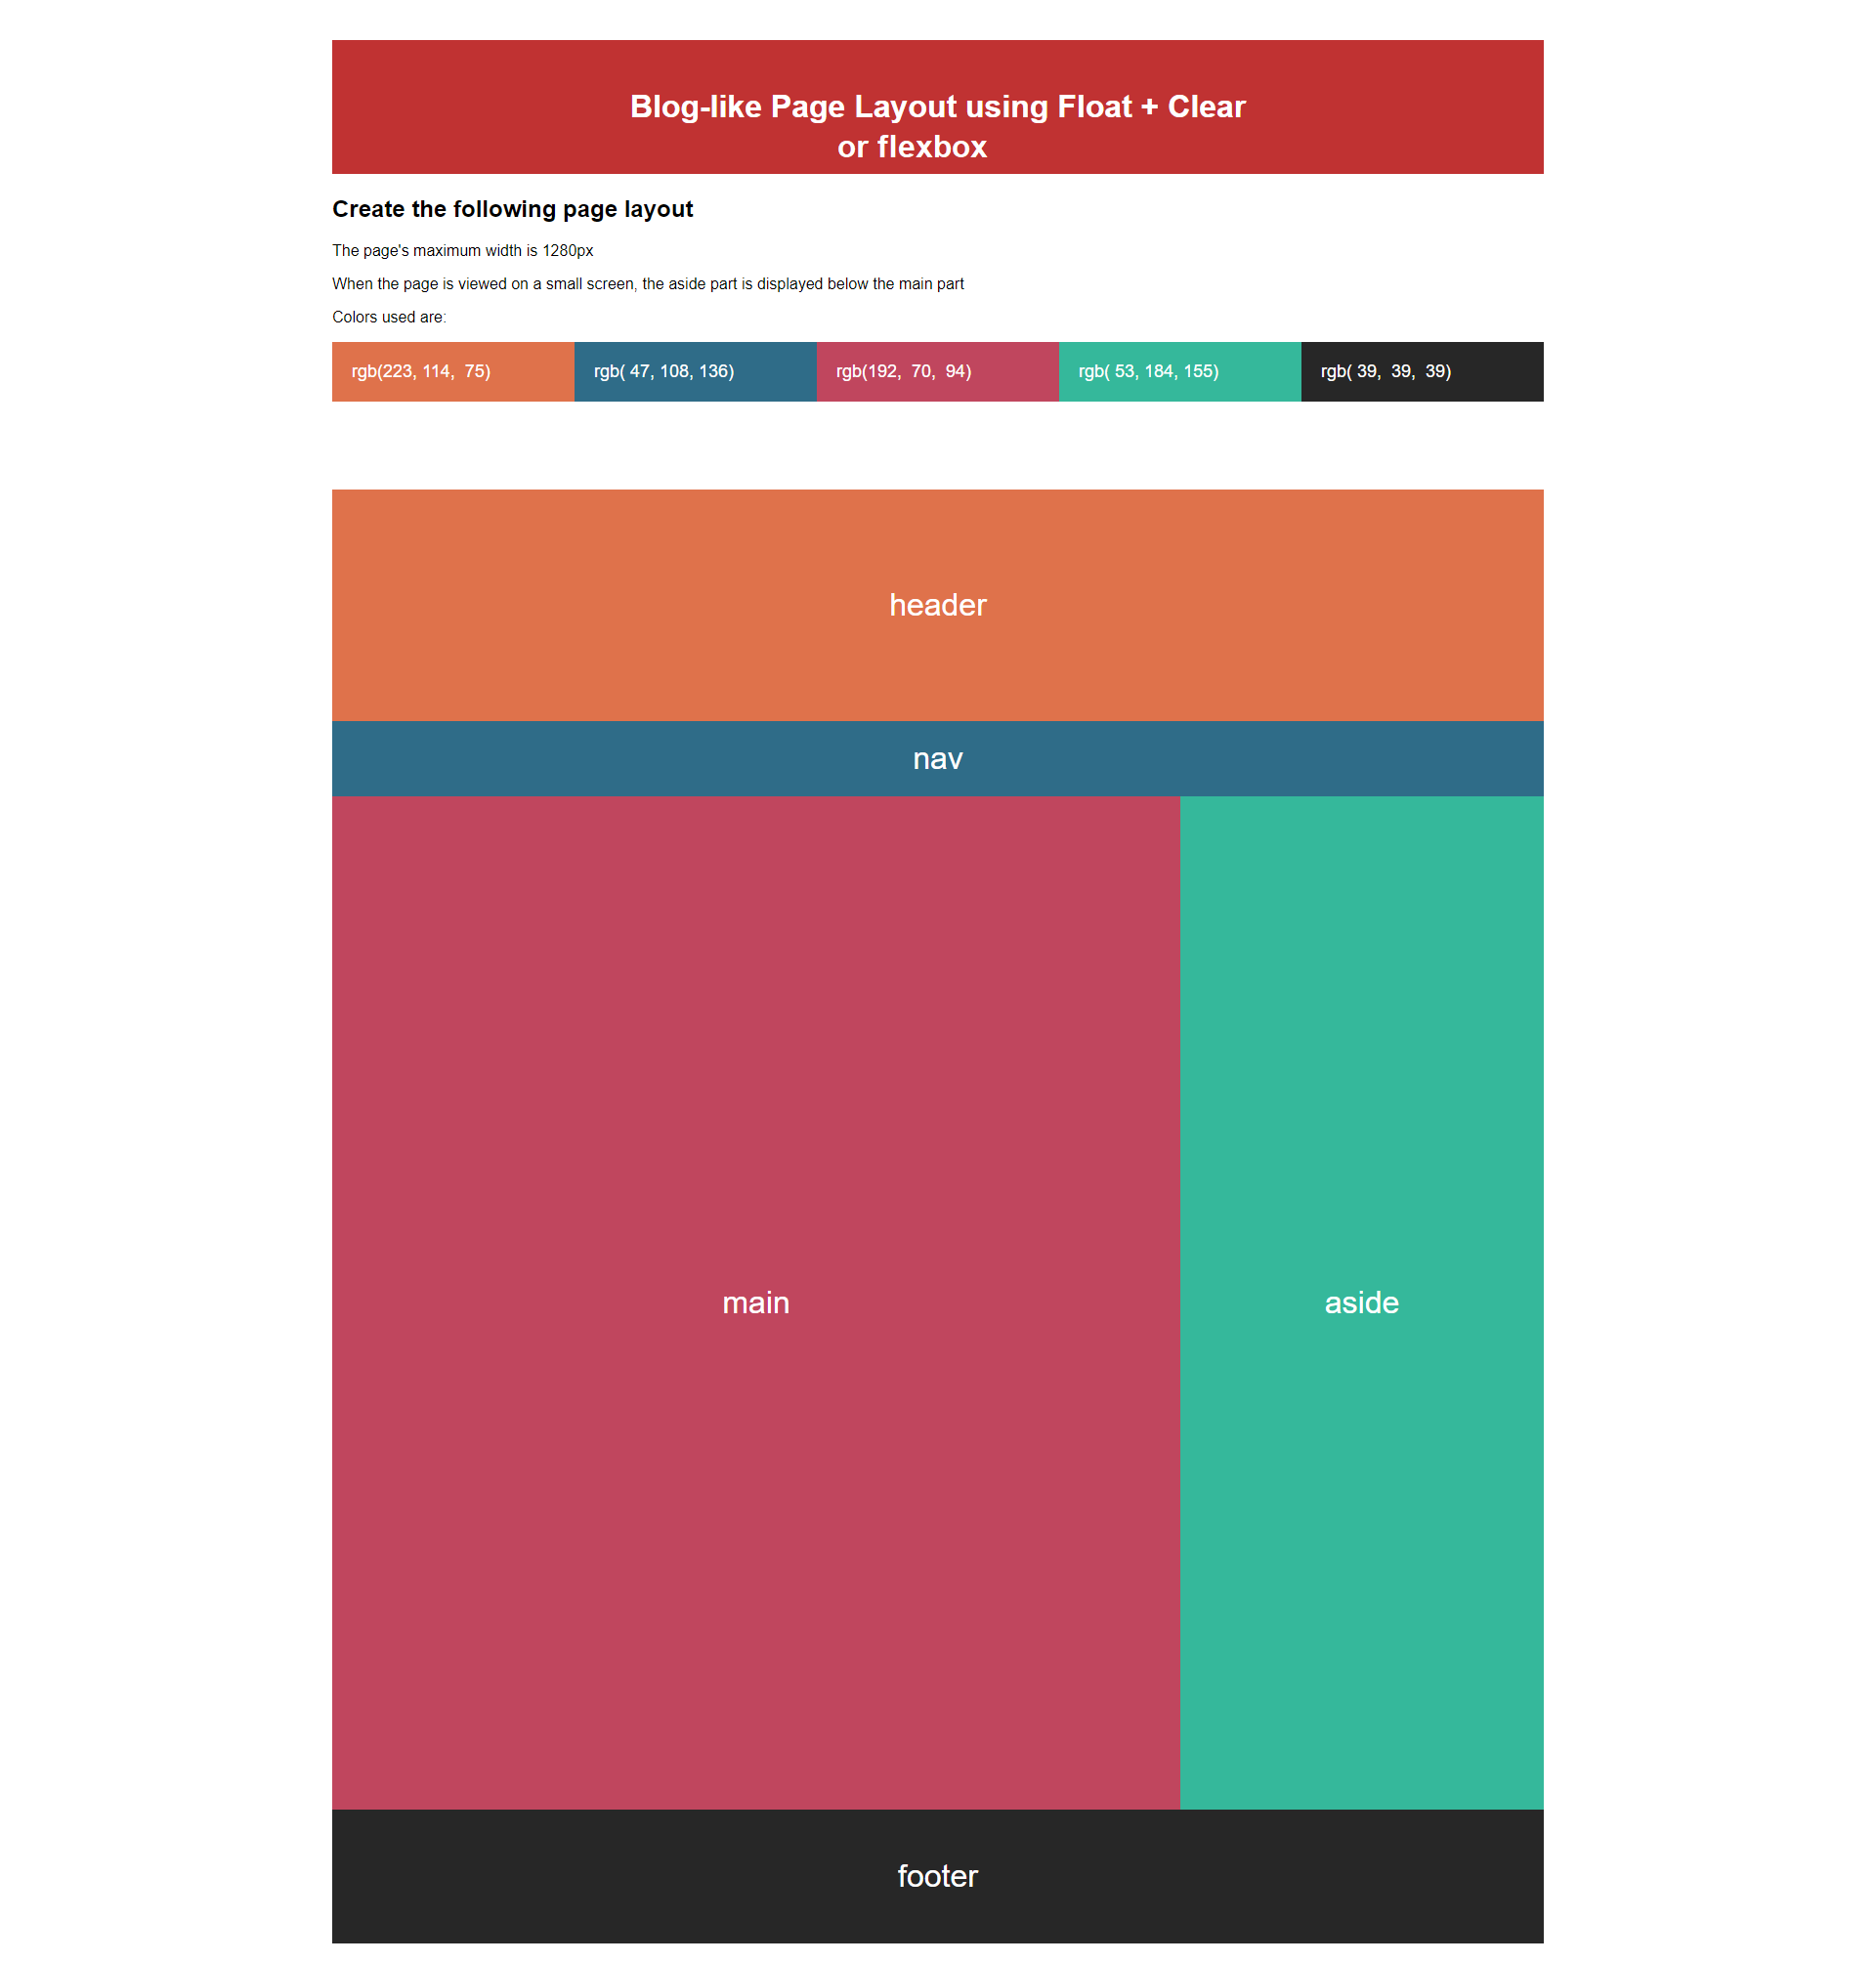 Blog-like Page Layout using Float + Clear
or flexbox
Create the following page layout
The page's maximum width is 1280px
When the page is viewed on a small screen, the aside part is displayed below the main part
Colors used are:
rgb(223, 114,  75)
rgb( 47, 108, 136)
rgb(192,  70,  94)
rgb( 53, 184, 155)
rgb( 39,  39,  39)
header
nav
main
aside
footer